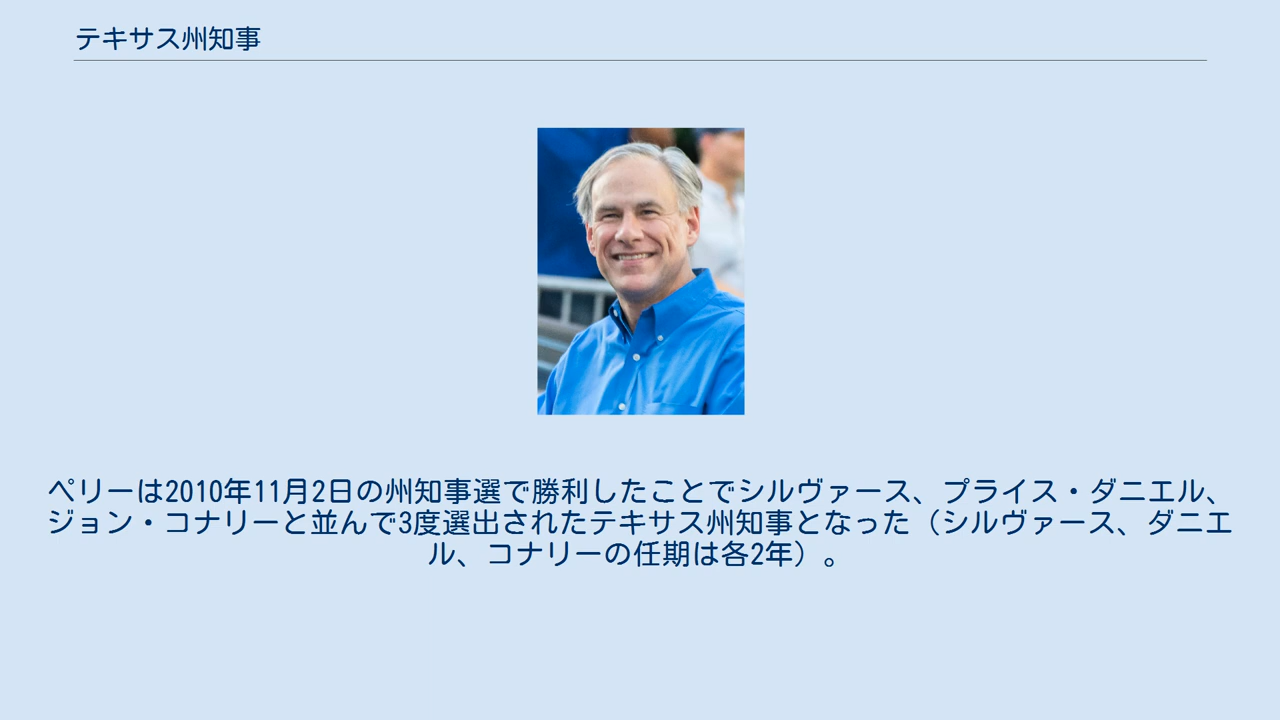 テキサス州知事
ペリーは2010年11月2日の州知事選で勝利したことでシルヴァース、プライス・ダニエル、
ジョン・コナリーと並んで3度選出されたテキサス州知事となった（シルヴァース、ダニエ
ル、コナリーの任期は各2年）。